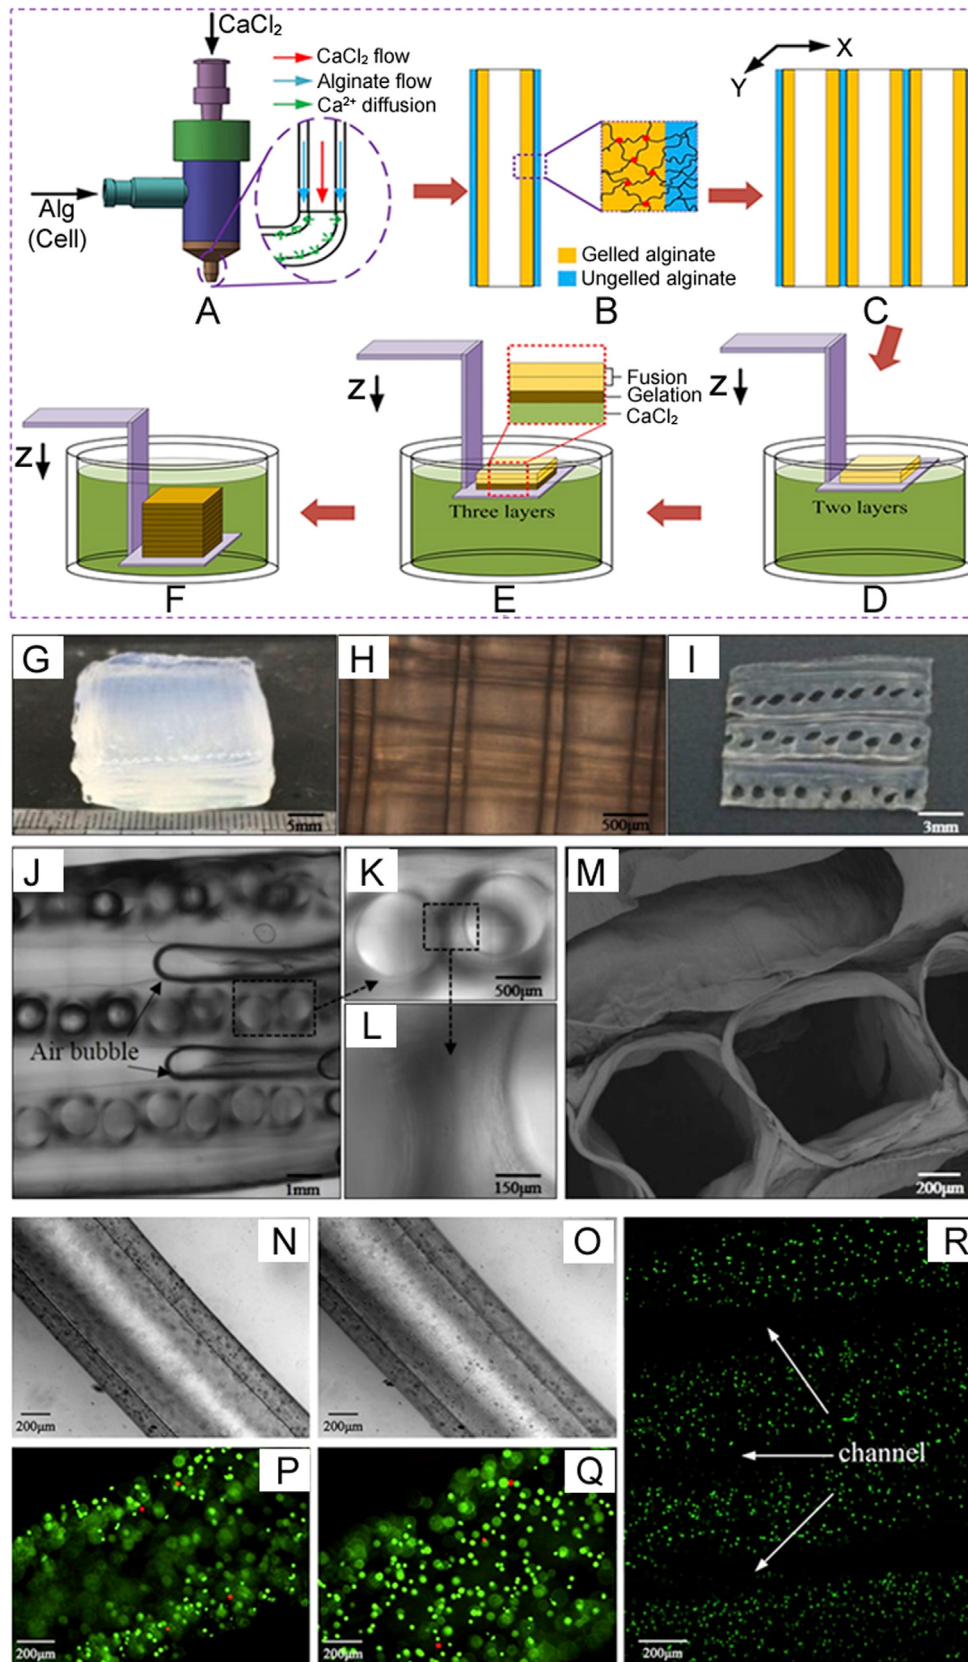 CaCl₂
CaCl₂ flow
Alginate flow
Ca²⁺ diffusion
Alg
(Cell)
A
Gelled alginate
Ungelled alginate
B
X
Y
C
Z
Two layers
D
Z
Fusion
Gelation
CaCl₂
Three layers
E
Z
F
G
5mm
H
500μm
I
3mm
J
Air bubble
1mm
K
500μm
L
150μm
M
200μm
N
200μm
O
200μm
P
200μm
Q
200μm
R
channel
200μm